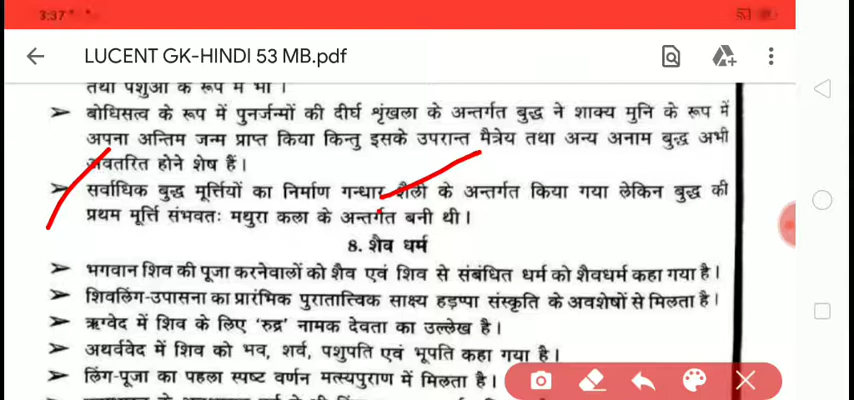 3:37
LUCENT GK-HINDI 53 MB.pdf
तथा पशुओं के रूप में भी ।
➢ बोधिसत्व के रूप में पुनर्जन्मों की दीर्घ शृंखला के अन्तर्गत बुद्ध ने शाक्य मुनि के रूप में
अपना अन्तिम जन्म प्राप्त किया किन्तु इसके उपरान्त मैत्रेय तथा अन्य अनाम बुद्ध अभी
अवतरित होने शेष हैं ।
➢ सर्वाधिक बुद्ध मूर्त्तियों का निर्माण गन्धार शैली के अन्तर्गत किया गया लेकिन बुद्ध की
प्रथम मूर्त्ति संभवतः मथुरा कला के अन्तर्गत बनी थी ।
8. शैव धर्म
➢ भगवान शिव की पूजा करनेवालों को शैव एवं शिव से संबंधित धर्म को शैवधर्म कहा गया है ।
➢ शिवलिंग-उपासना का प्रारंभिक पुरातात्विक साक्ष्य हड़प्पा संस्कृति के अवशेषों से मिलता है ।
➢ ऋग्वेद में शिव के लिए 'रुद्र' नामक देवता का उल्लेख है ।
➢ अथर्ववेद में शिव को भव, शर्व, पशुपति एवं भूपति कहा गया है ।
➢ लिंग-पूजा का पहला स्पष्ट वर्णन मत्स्यपुराण में मिलता है ।